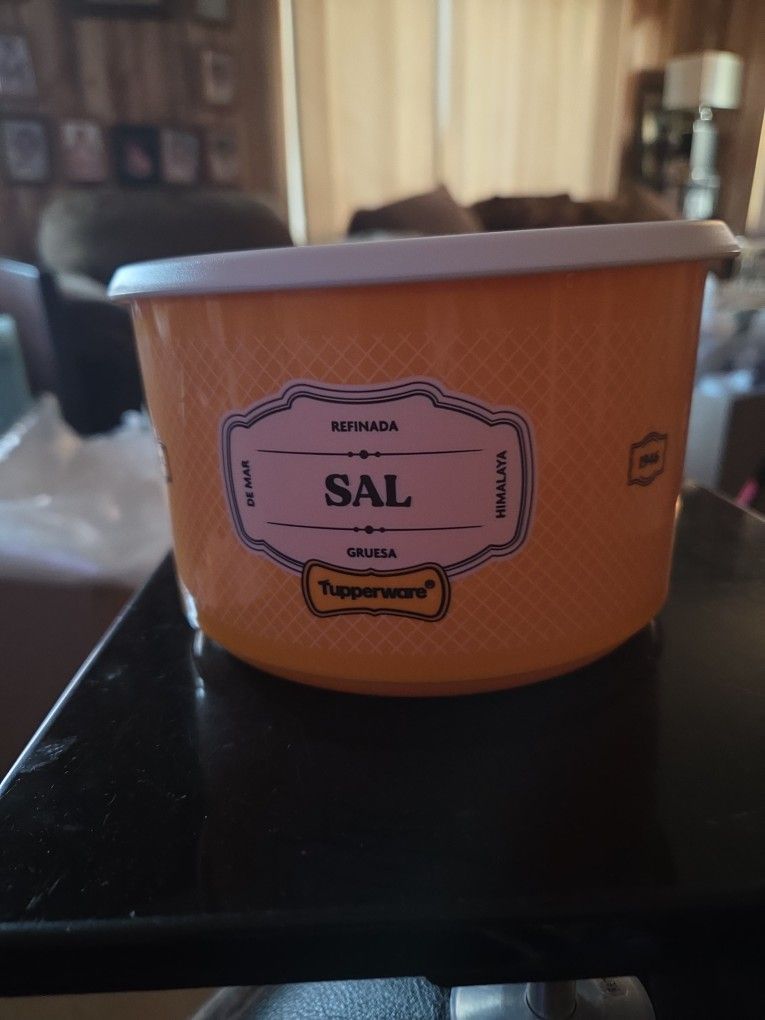 REFINADA
DE MAR
SAL
HIMALAYA
GRUESA
Tupperware®
1946